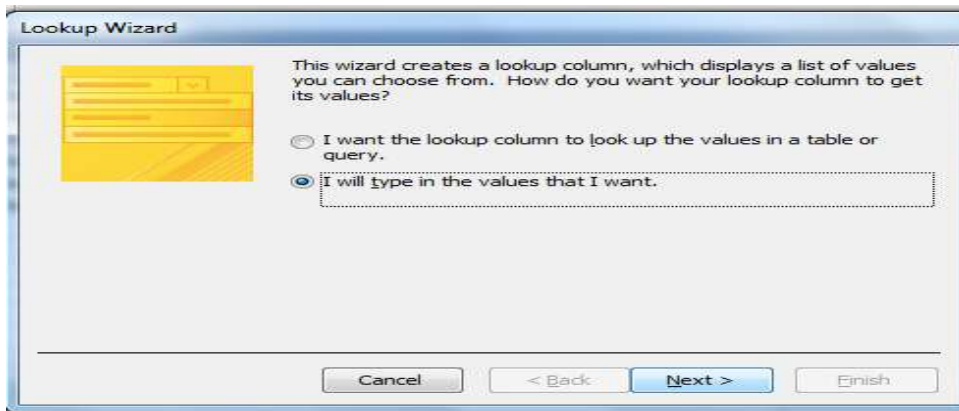 Lookup Wizard
This wizard creates a lookup column, which displays a list of values
you can choose from. How do you want your lookup column to get
its values?
I want the lookup column to look up the values in a table or
query.
I will type in the values that I want.
Cancel
< Back
Next >
Finish